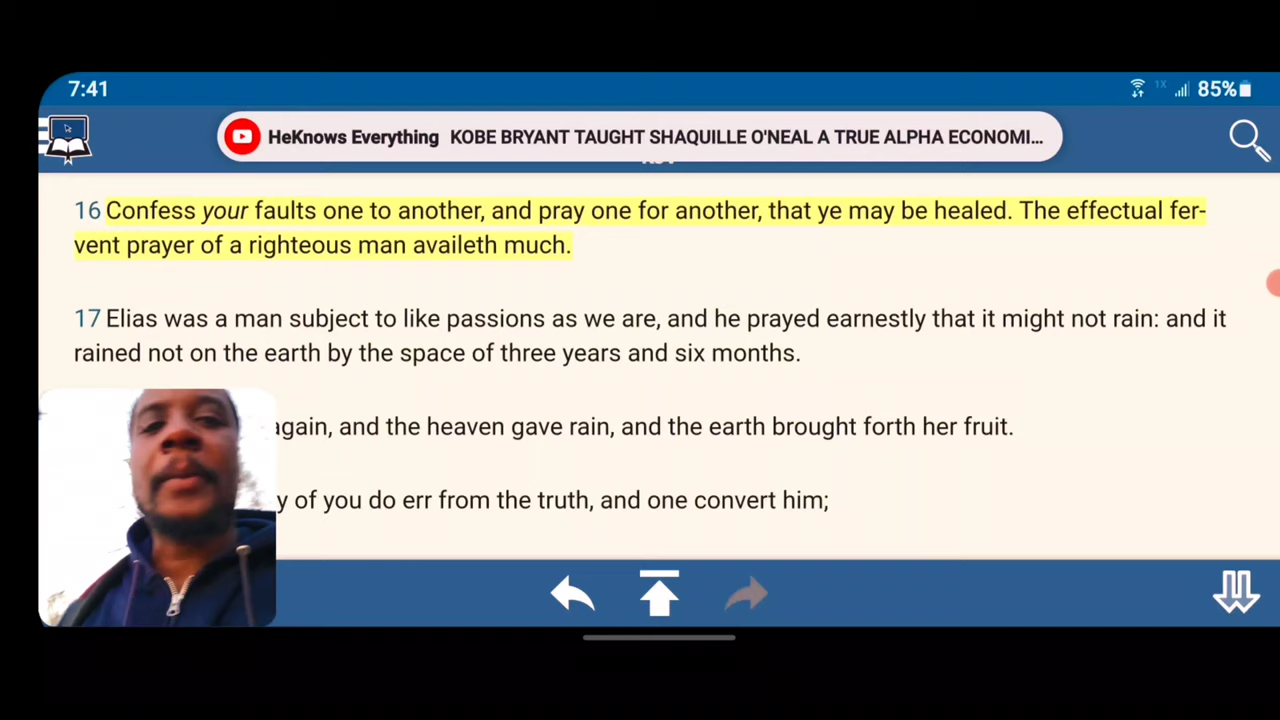 7:41
1X
85%
HeKnows Everything KOBE BRYANT TAUGHT SHAQUILLE O'NEAL A TRUE ALPHA ECONOMI...
16 Confess your faults one to another, and pray one for another, that ye may be healed. The effectual fer-
vent prayer of a righteous man availeth much.
17 Elias was a man subject to like passions as we are, and he prayed earnestly that it might not rain: and it
rained not on the earth by the space of three years and six months.
again, and the heaven gave rain, and the earth brought forth her fruit.
y of you do err from the truth, and one convert him;